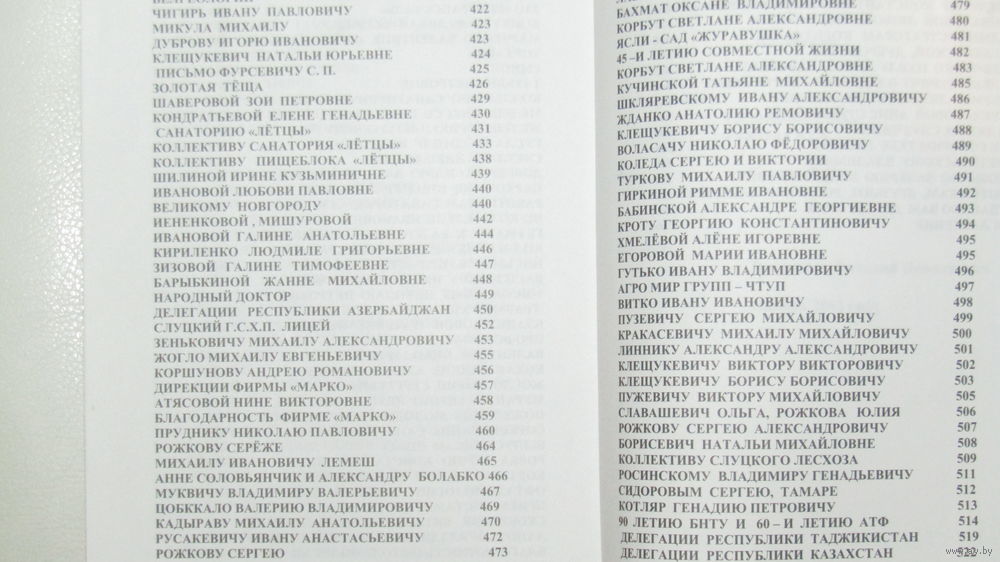 ЧИГИРЬ ИВАНУ ПАВЛОВИЧУ 422
МИКУЛА МИХАИЛУ 423
ДУБРОВУ ИГОРЮ ИВАНОВИЧУ 423
КЛЕЩУКЕВИЧ НАТАЛЬИ ЮРЬЕВНЕ 424
ПИСЬМО ФУРСЕВИЧУ С. П. 425
ЗОЛОТАЯ ТЁЩА 426
ШАВЕРОВОЙ ЗОИ ПЕТРОВНЕ 429
КОНДРАТЬЕВОЙ ЕЛЕНЕ ГЕНАДЬЕВНЕ 430
САНАТОРИЮ «ЛЁТЦЫ» 431
КОЛЛЕКТИВУ САНАТОРИЯ «ЛЁТЦЫ» 433
КОЛЛЕКТИВУ ПИЩЕБЛОКА «ЛЁТЦЫ» 438
ШИЛИНОЙ ИРИНЕ КУЗЬМИНИЧНЕ 439
ИВАНОВОЙ ЛЮБОВИ ПАВЛОВНЕ 440
ВЕЛИКОМУ НОВГОРОДУ 440
ИЕНЕНКОВОЙ , МИШУРОВОЙ 442
ИВАНОВОЙ ГАЛИНЕ АНАТОЛЬЕВНЕ 444
КИРИЛЕНКО ЛЮДМИЛЕ ГРИГОРЬЕВНЕ 446
ЗИЗОВОЙ ГАЛИНЕ ТИМОФЕЕВНЕ 447
БАРЫБКИНОЙ ЖАННЕ МИХАЙЛОВНЕ 448
НАРОДНЫЙ ДОКТОР 449
ДЕЛЕГАЦИИ РЕСПУБЛИКИ АЗЕРБАЙДЖАН 450
СЛУЦКИЙ Г.С.Х.П. ЛИЦЕЙ 452
ЗЕНЬКОВИЧУ МИХАИЛУ АЛЕКСАНДРОВИЧУ 453
ЖОГЛО МИХАИЛУ ЕВГЕНЬЕВИЧУ 455
КОРШУНОВУ АНДРЕЮ РОМАНОВИЧУ 456
ДИРЕКЦИИ ФИРМЫ «МАРКО» 457
АТЯСОВОЙ НИНЕ ВИКТОРОВНЕ 458
БЛАГОДАРНОСТЬ ФИРМЕ «МАРКО» 459
ПРУДНИКУ НИКОЛАЮ ПАВЛОВИЧУ 460
РОЖКОВУ СЕРЁЖЕ 464
МИХАИЛУ ИВАНОВИЧУ ЛЕМЕШ 465
АННЕ СОЛОВЬЯНЧИК И АЛЕКСАНДРУ БОЛАБКО 466
МУКВИЧУ ВЛАДИМИРУ ВАЛЕРЬЕВИЧУ 467
ЦОБККАЛО ВАЛЕРИЮ ВЛАДИМИРОВИЧУ 469
КАДЫРАВУ МИХАИЛУ АНАТОЛЬЕВИЧУ 470
РУСАКЕВИЧУ ИВАНУ АНАСТАСЬЕВИЧУ 472
РОЖКОВУ СЕРГЕЮ 473
БАХМАТ ОКСАНЕ ВЛАДИМИРОВНЕ 479
КОРБУТ СВЕТЛАНЕ АЛЕКСАНДРОВНЕ 480
ЯСЛИ - САД «ЖУРАВУШКА» 481
45 –И ЛЕТИЮ СОВМЕСТНОЙ ЖИЗНИ 482
КОРБУТ СВЕТЛАНЕ АЛЕКСАНДРОВНЕ 483
КУЧИНСКОЙ ТАТЬЯНЕ МИХАЙЛОВНЕ 485
ШКЛЯРЕВСКОМУ ИВАНУ АЛЕКСАНДРОВИЧУ 486
ЖДАНКО АНАТОЛИЮ РЕМОВИЧУ 487
КЛЕЩУКЕВИЧУ БОРИСУ БОРИСОВИЧУ 488
ВОЛАСАЧУ НИКОЛАЮ ФЁДОРОВИЧУ 489
КОЛЕДА СЕРГЕЮ И ВИКТОРИИ 490
ТУРКОВУ МИХАИЛУ ПАВЛОВИЧУ 491
ГИРКИНОЙ РИММЕ ИВАНОВНЕ 492
БАБИНСКОЙ АЛЕКСАНДРЕ ГЕОРГИЕВНЕ 493
КРОТУ ГЕОРГИЮ КОНСТАНТИНОВИЧУ 494
ХМЕЛЁВОЙ АЛЁНЕ ИГОРЕВНЕ 495
ЕГОРОВОЙ МАРИИ ИВАНОВНЕ 495
ГУТЬКО ИВАНУ ВЛАДИМИРОВИЧУ 496
АГРО МИР ГРУПП – ЧТУП 497
ВИТКО ИВАНУ ИВАНОВИЧУ 498
ПУЗЕВИЧУ СЕРГЕЮ МИХАЙЛОВИЧУ 499
КРАКАСЕВИЧУ МИХАИЛУ МИХАЙЛОВИЧУ 500
ЛИННИКУ АЛЕКСАНДРУ АЛЕКСАНДРОВИЧУ 501
КЛЕЩУКЕВИЧУ ВИКТОРУ ВИКТОРОВИЧУ 502
КЛЕЩУКЕВИЧУ БОРИСУ БОРИСОВИЧУ 503
ПУЖЕВИЧУ ВИКТОРУ МИХАЙЛОВИЧУ 505
СЛАВАШЕВИЧ ОЛЬГА, РОЖКОВА ЮЛИЯ 506
РОЖКОВУ СЕРГЕЮ АЛЕКСАНДРОВИЧУ 507
БОРИСЕВИЧ НАТАЛЬИ МИХАЙЛОВНЕ 508
КОЛЛЕКТИВУ СЛУЦКОГО ЛЕСХОЗА 509
РОСИНСКОМУ ВЛАДИМИРУ ГЕНАДЬЕВИЧУ 511
СИДОРОВЫМ СЕРГЕЮ, ТАМАРЕ 512
КОТЛЯР ГЕНАДИЮ ПЕТРОВИЧУ 513
90 ЛЕТИЮ БНТУ И 60 – И ЛЕТИЮ АТФ 514
ДЕЛЕГАЦИИ РЕСПУБЛИКИ ТАДЖИКИСТАН 519
ДЕЛЕГАЦИИ РЕСПУБЛИКИ КАЗАХСТАН
www.ay.by